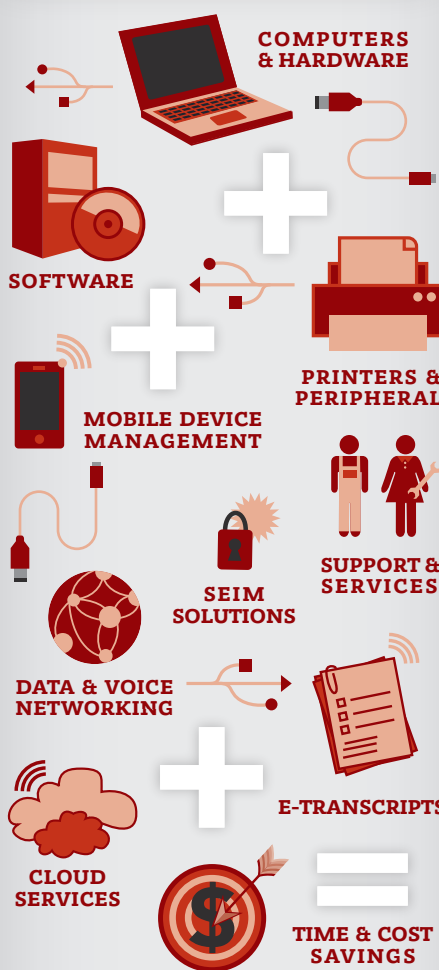 COMPUTERS
& HARDWARE
SOFTWARE
PRINTERS &
PERIPHERAL
MOBILE DEVICE
MANAGEMENT
SUPPORT &
SERVICES
SEIM
SOLUTIONS
DATA & VOICE
NETWORKING
E-TRANSCRIPTS
CLOUD
SERVICES
$
TIME & COST
SAVINGS